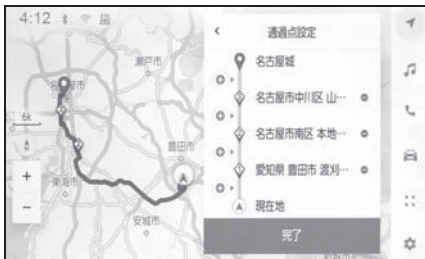 4:12
通過点設定
名古屋城
名古屋市中川区 山…
名古屋市南区 本地…
愛知県 豊田市 渡刈…
現在地
完了
瀬戸市
豊田市
東海市
安城市
6k
N
+
−
A